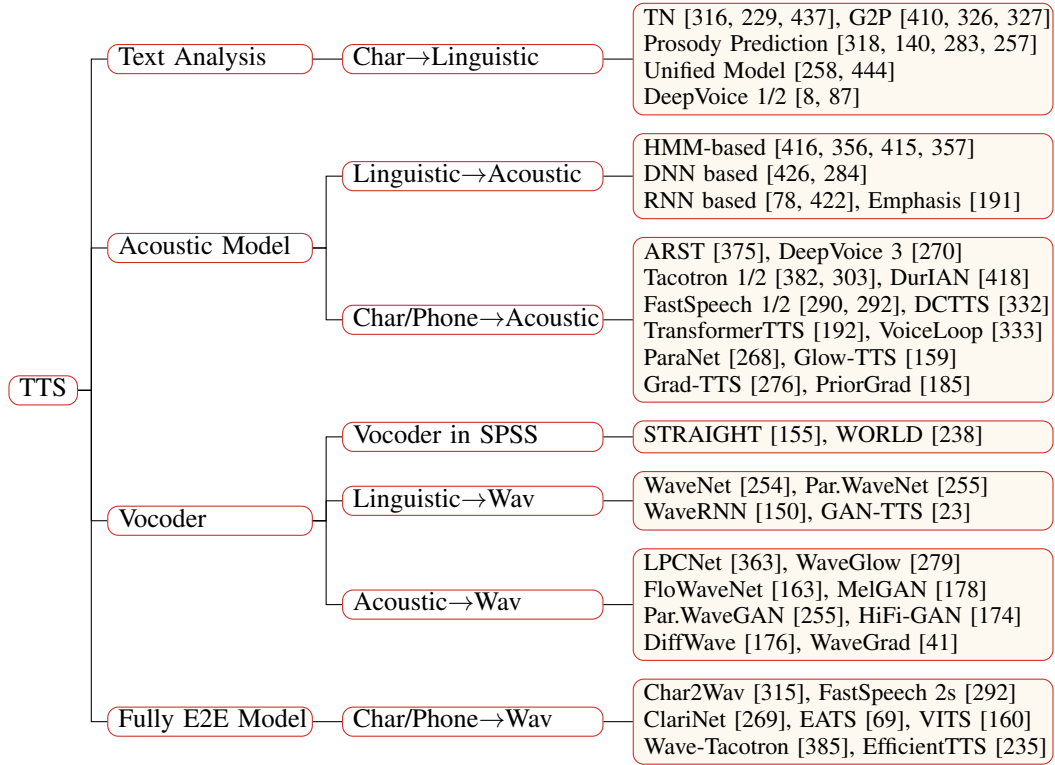 TTS
Text Analysis
Char→Linguistic
TN [316, 229, 437], G2P [410, 326, 327]
Prosody Prediction [318, 140, 283, 257]
Unified Model [258, 444]
DeepVoice 1/2 [8, 87]
Acoustic Model
Linguistic→Acoustic
HMM-based [416, 356, 415, 357]
DNN based [426, 284]
RNN based [78, 422], Emphasis [191]
Char/Phone→Acoustic
ARST [375], DeepVoice 3 [270]
Tacotron 1/2 [382, 303], DurIAN [418]
FastSpeech 1/2 [290, 292], DCTTS [332]
TransformerTTS [192], VoiceLoop [333]
ParaNet [268], Glow-TTS [159]
Grad-TTS [276], PriorGrad [185]
Vocoder
Vocoder in SPSS
STRAIGHT [155], WORLD [238]
Linguistic→Wav
WaveNet [254], Par.WaveNet [255]
WaveRNN [150], GAN-TTS [23]
Acoustic→Wav
LPCNet [363], WaveGlow [279]
FloWaveNet [163], MelGAN [178]
Par.WaveGAN [255], HiFi-GAN [174]
DiffWave [176], WaveGrad [41]
Fully E2E Model
Char/Phone→Wav
Char2Wav [315], FastSpeech 2s [292]
ClariNet [269], EATS [69], VITS [160]
Wave-Tacotron [385], EfficientTTS [235]